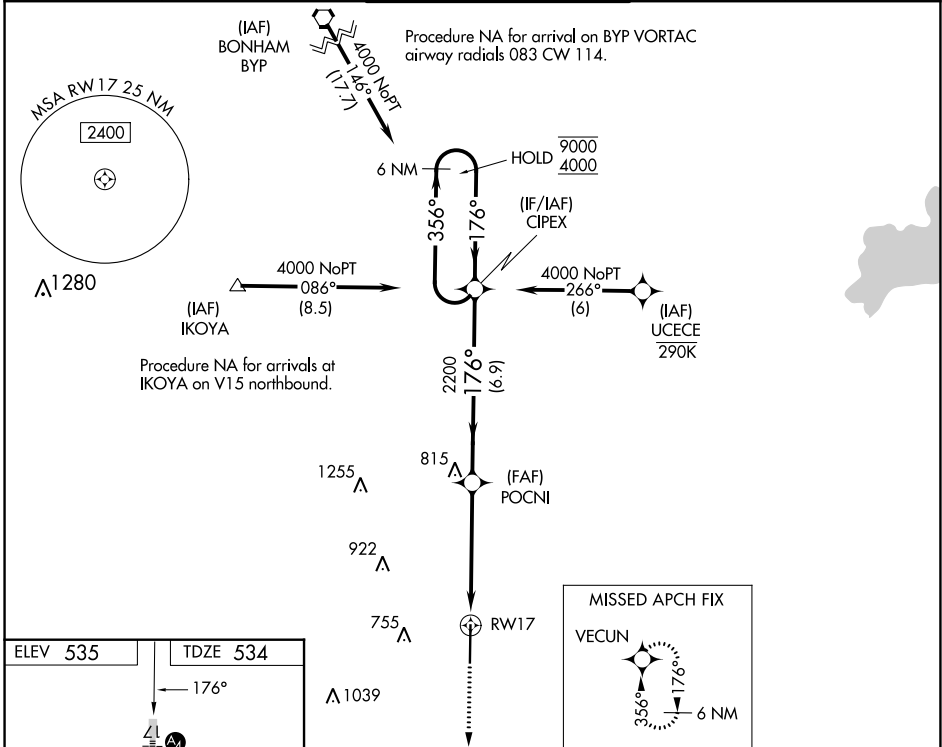 (IAF)
BONHAM
BYP
4000 NoPT
146°
(17.7)
Procedure NA for arrival on BYP VORTAC
airway radials 083 CW 114.
MSA RW17 25 NM
2400
1280
6 NM
HOLD
9000
4000
356°
176°
(IF/IAF)
CIPEX
4000 NoPT
086°
(8.5)
(IAF)
IKOYA
4000 NoPT
266°
(6)
(IAF)
UCECE
290K
Procedure NA for arrivals at
IKOYA on V15 northbound.
2200
176°
(6.9)
1255
815
(FAF)
POCNI
922
755
RW17
1039
MISSED APCH FIX
VECUN
356°
176°
6 NM
ELEV 535
TDZE 534
176°
17
A4